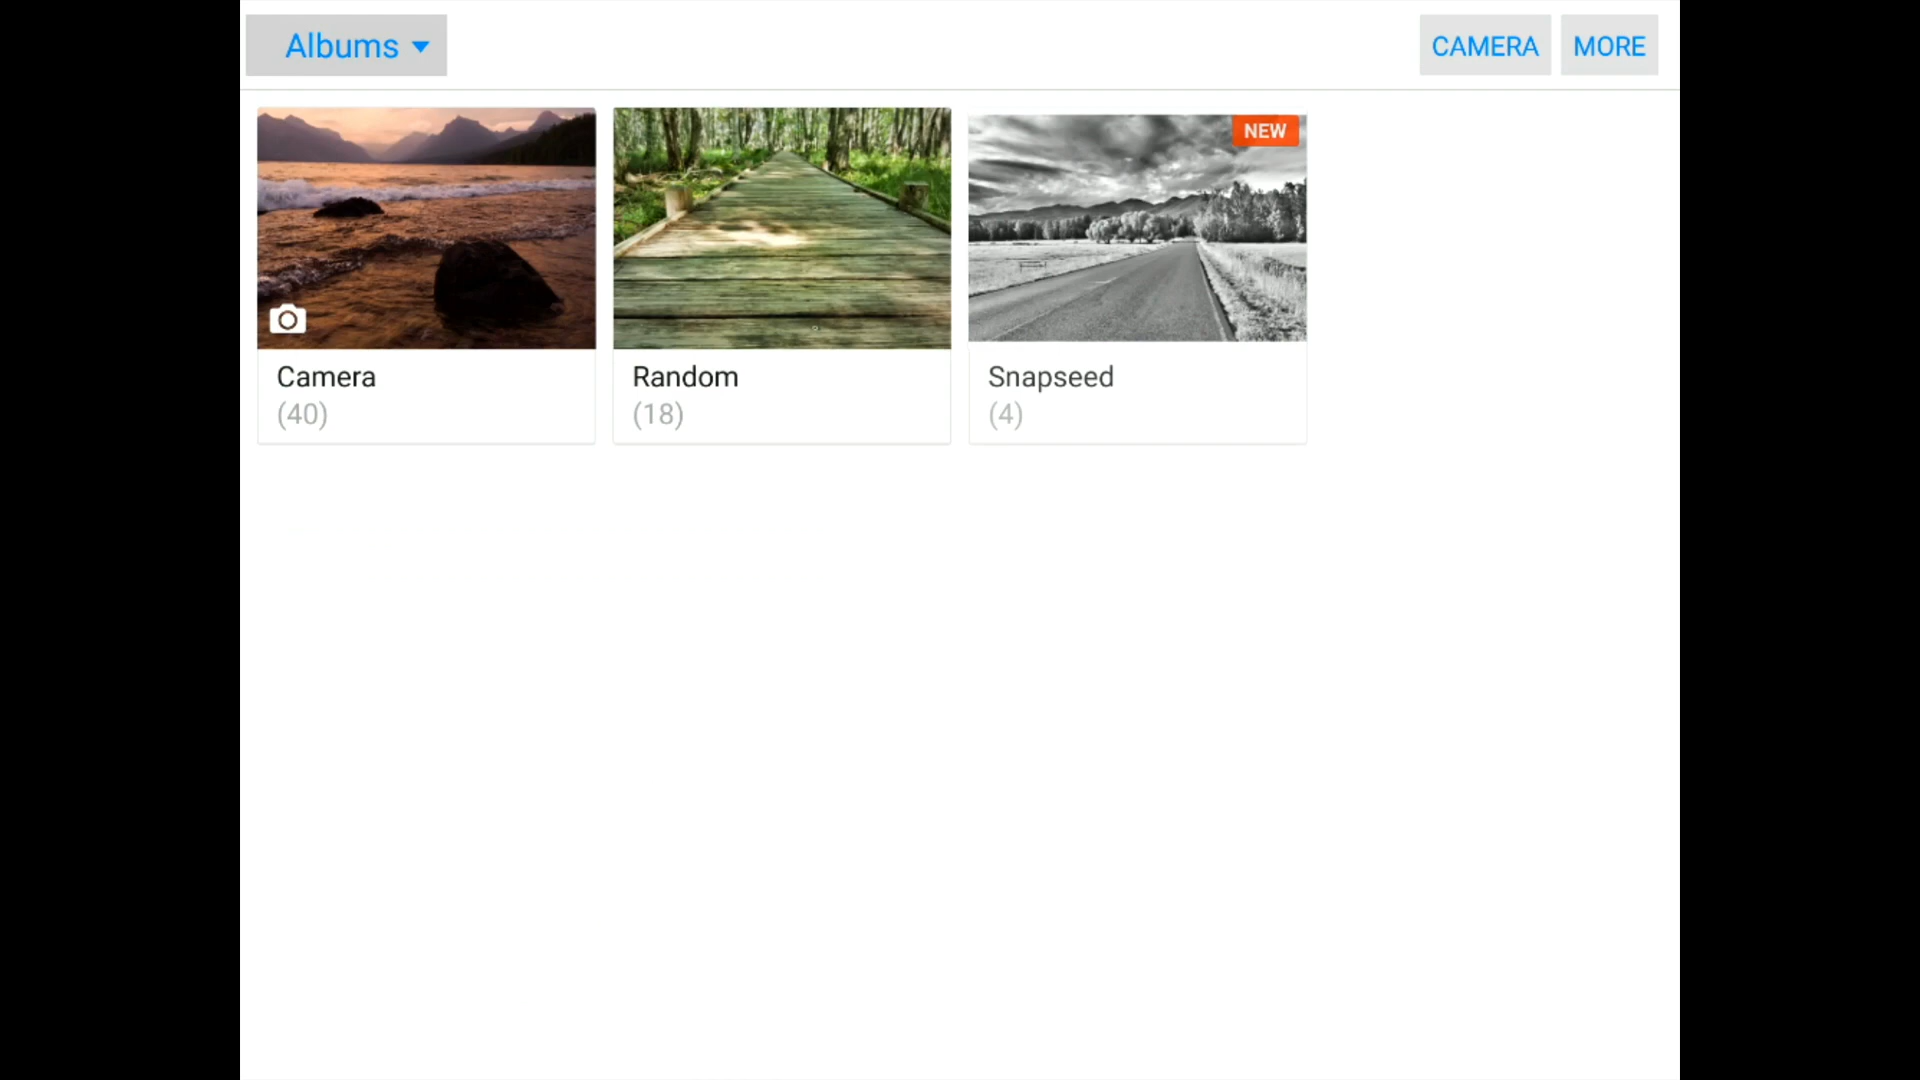 Albums
CAMERA
MORE
NEW
Camera
(40)
Random
(18)
Snapseed
(4)